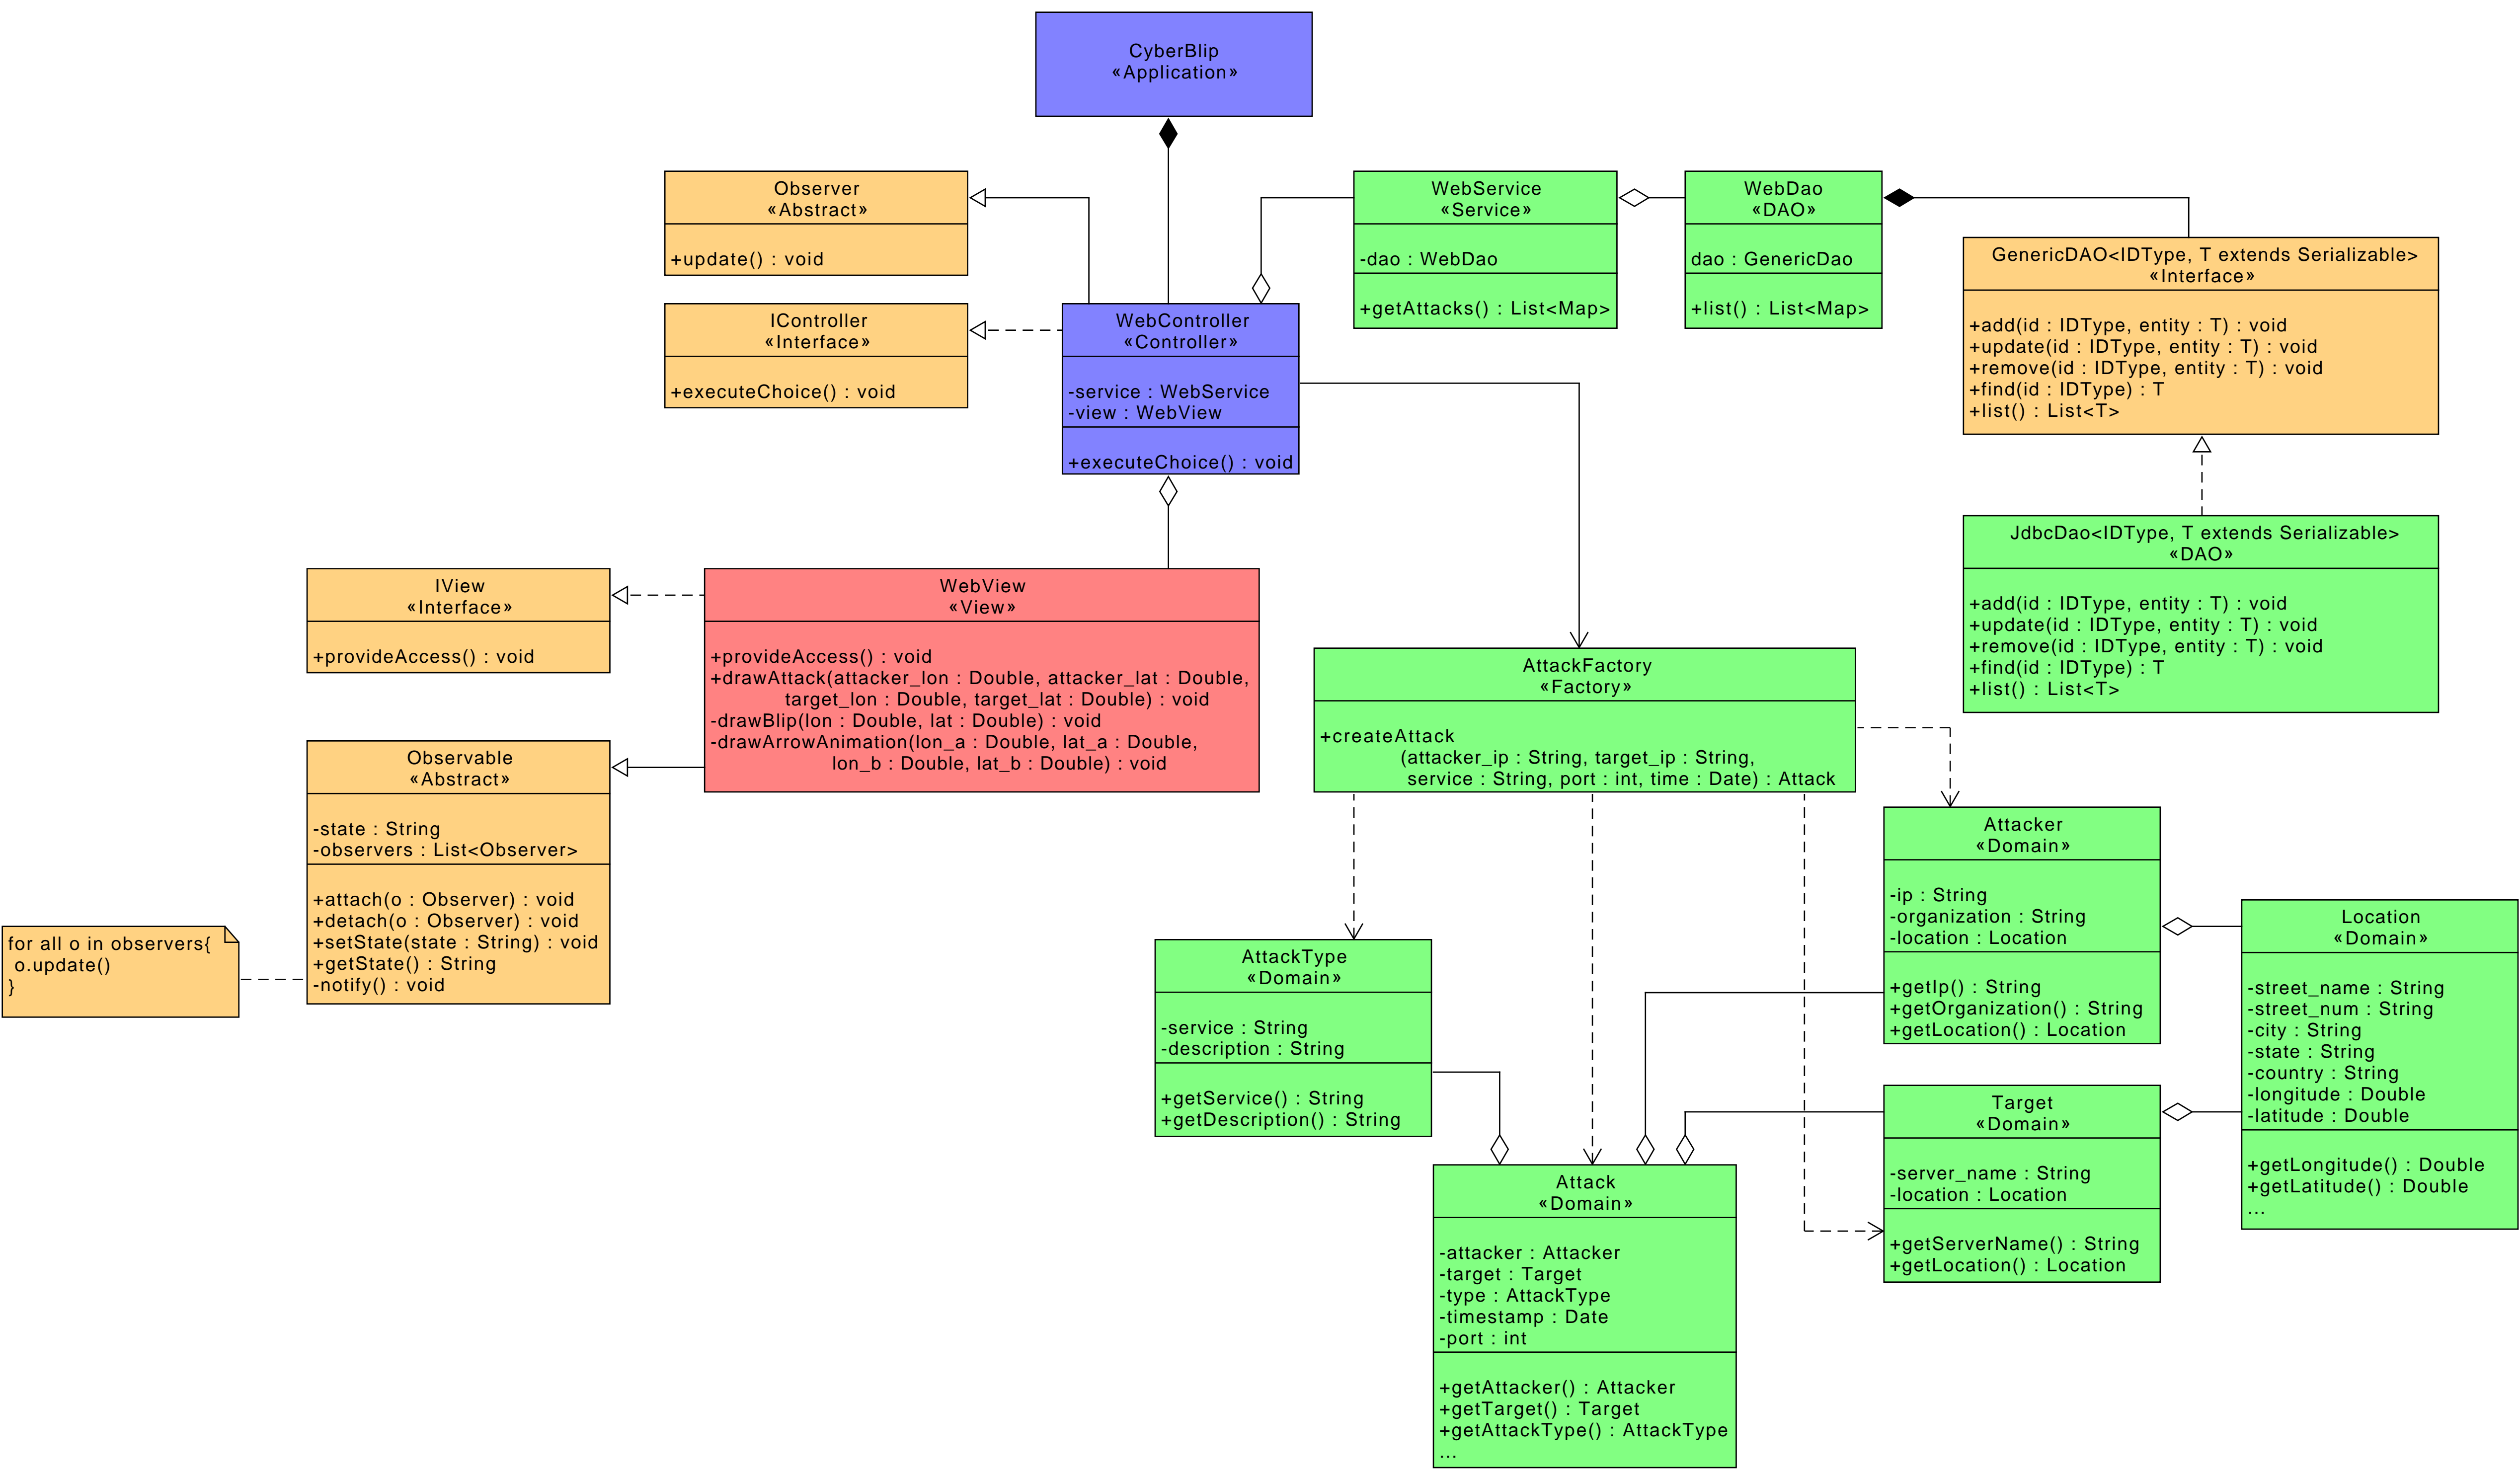 CyberBlip
«Application»
Observer
«Abstract»
+update() : void
WebService
«Service»
-dao : WebDao
+getAttacks() : List<Map>
WebDao
«DAO»
dao : GenericDao
+list() : List<Map>
GenericDAO<IDType, T extends Serializable>
«Interface»
+add(id : IDType, entity : T) : void
+update(id : IDType, entity : T) : void
+remove(id : IDType, entity : T) : void
+find(id : IDType) : T
+list() : List<T>
IController
«Interface»
+executeChoice() : void
WebController
«Controller»
-service : WebService
-view : WebView
+executeChoice() : void
JdbcDao<IDType, T extends Serializable>
«DAO»
+add(id : IDType, entity : T) : void
+update(id : IDType, entity : T) : void
+remove(id : IDType, entity : T) : void
+find(id : IDType) : T
+list() : List<T>
IView
«Interface»
+provideAccess() : void
WebView
«View»
+provideAccess() : void
+drawAttack(attacker_lon : Double, attacker_lat : Double,
target_lon : Double, target_lat : Double) : void
-drawBlip(lon : Double, lat : Double) : void
-drawArrowAnimation(lon_a : Double, lat_a : Double,
lon_b : Double, lat_b : Double) : void
AttackFactory
«Factory»
+createAttack
(attacker_ip : String, target_ip : String,
service : String, port : int, time : Date) : Attack
Observable
«Abstract»
-state : String
-observers : List<Observer>
+attach(o : Observer) : void
+detach(o : Observer) : void
+setState(state : String) : void
+getState() : String
-notify() : void
for all o in observers{
o.update()
}
Attacker
«Domain»
-ip : String
-organization : String
-location : Location
+getIp() : String
+getOrganization() : String
+getLocation() : Location
Location
«Domain»
-street_name : String
-street_num : String
-city : String
-state : String
-country : String
-longitude : Double
-latitude : Double
+getLongitude() : Double
+getLatitude() : Double
...
AttackType
«Domain»
-service : String
-description : String
+getService() : String
+getDescription() : String
Target
«Domain»
-server_name : String
-location : Location
+getServerName() : String
+getLocation() : Location
Attack
«Domain»
-attacker : Attacker
-target : Target
-type : AttackType
-timestamp : Date
-port : int
+getAttacker() : Attacker
+getTarget() : Target
+getAttackType() : AttackType
...